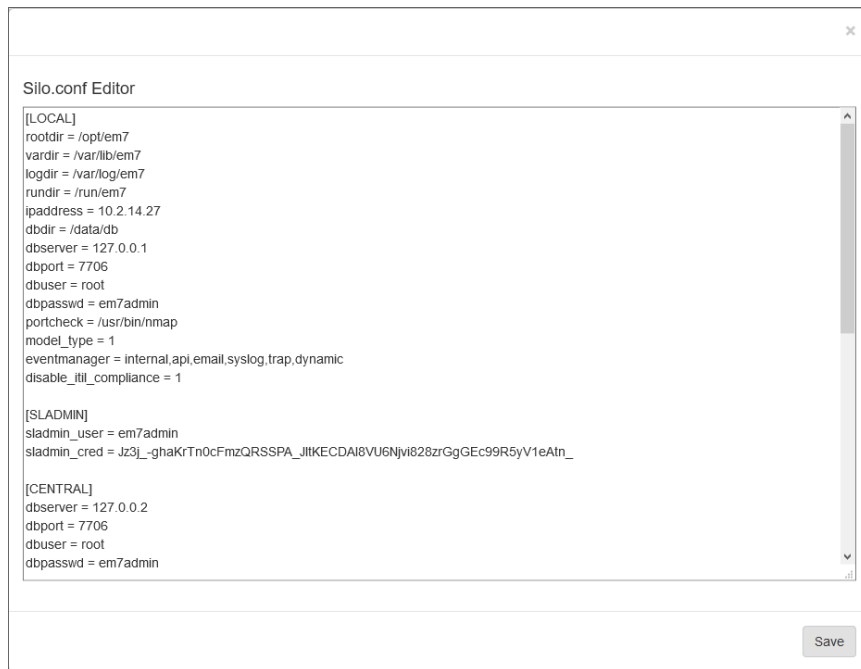 ×
Silo.conf Editor
[LOCAL]
rootdir = /opt/em7
vardir = /var/lib/em7
logdir = /var/log/em7
rundir = /run/em7
ipaddress = 10.2.14.27
dbdir = /data/db
dbserver = 127.0.0.1
dbport = 7706
dbuser = root
dbpasswd = em7admin
portcheck = /usr/bin/nmap
model_type = 1
eventmanager = internal,api,email,syslog,trap,dynamic
disable_itil_compliance = 1
[SLADMIN]
sladmin_user = em7admin
sladmin_cred = Jz3j_-ghaKrTn0cFmzQRSSPA_JltKECDAl8VU6Njvi828zrGgGEc99R5yV1eAtn_
[CENTRAL]
dbserver = 127.0.0.2
dbport = 7706
dbuser = root
dbpasswd = em7admin
Save